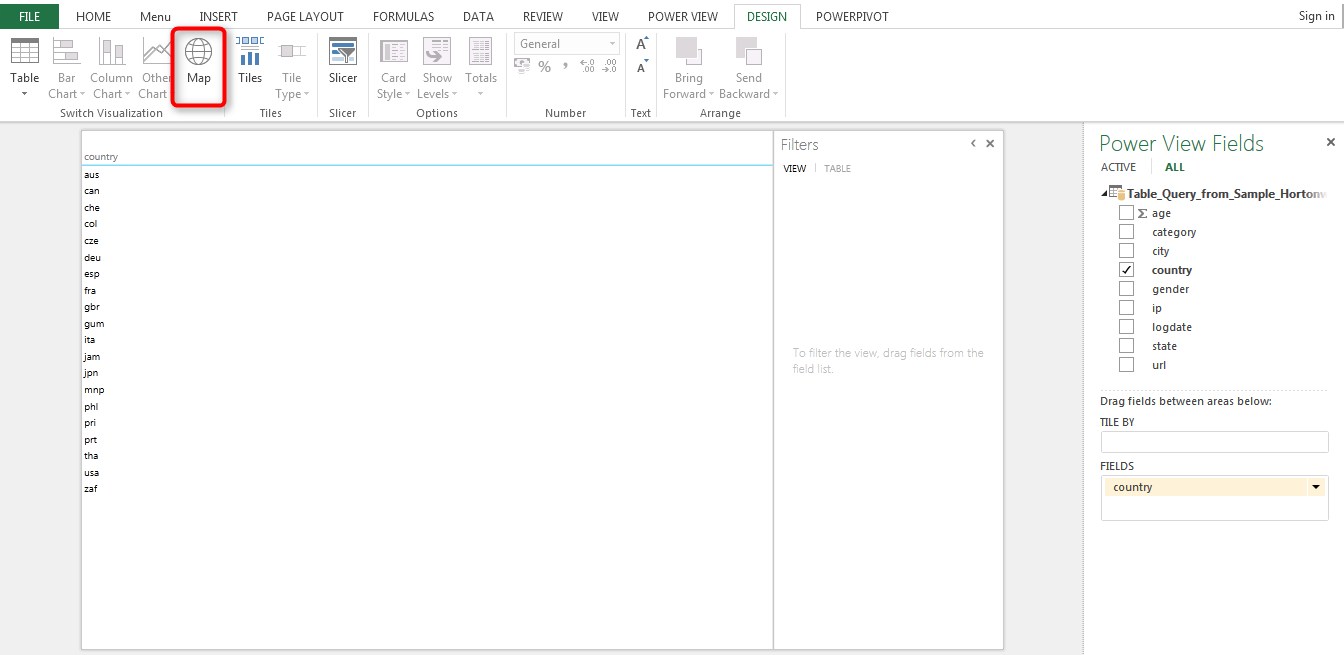 FILE HOME Menu INSERT PAGE LAYOUT FORMULAS DATA REVIEW VIEW POWER VIEW DESIGN POWERPIVOT Sign in
Table Bar Chart Column Chart Other Chart Map
Switch Visualization
Tiles Tile Type
Tiles
Slicer
Slicer
Card Style Show Levels Totals
Options
General
% , .00 .00
Number
A
A
Text
Bring Forward Send Backward
Arrange
country
aus
can
che
col
cze
deu
esp
fra
gbr
gum
ita
jam
jpn
mnp
phl
pri
prt
tha
usa
zaf
Filters
VIEW TABLE
To filter the view, drag fields from the
field list.
Power View Fields
ACTIVE ALL
Table_Query_from_Sample_Horton
Σ age
category
city
country
gender
ip
logdate
state
url
Drag fields between areas below:
TILE BY
FIELDS
country